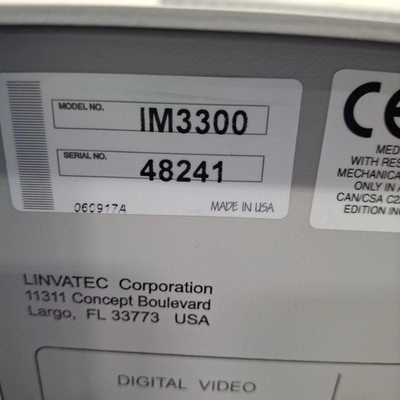 MODEL NO. IM3300
SERIAL NO. 48241
060917A MADE IN USA
CE
MED
WITH RES
MECHANICA
ONLY IN A
CAN/CSA C2
EDITION INC
LINVATEC Corporation
11311 Concept Boulevard
Largo, FL 33773 USA
DIGITAL VIDEO